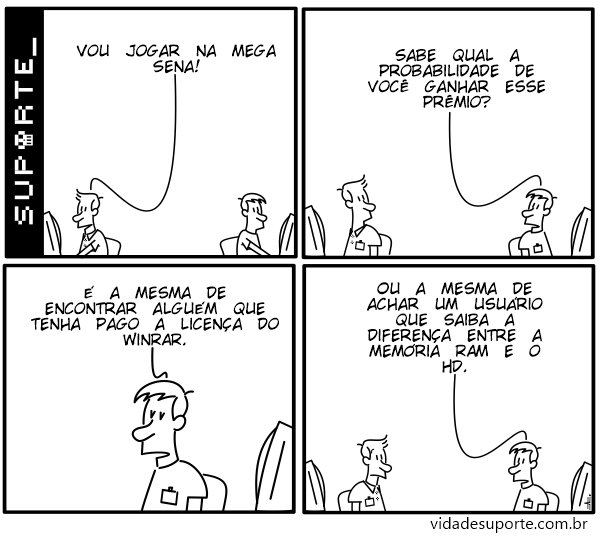 SUPORTE_
VOU JOGAR NA MEGA
SENA!
SABE QUAL A
PROBABILIDADE DE
VOCÊ GANHAR ESSE
PRÊMIO?
É A MESMA DE
ENCONTRAR ALGUÉM QUE
TENHA PAGO A LICENÇA DO
WINRAR.
OU A MESMA DE
ACHAR UM USUÁRIO
QUE SAIBA A
DIFERENÇA ENTRE A
MEMÓRIA RAM E O
HD.
vidadesuporte.com.br